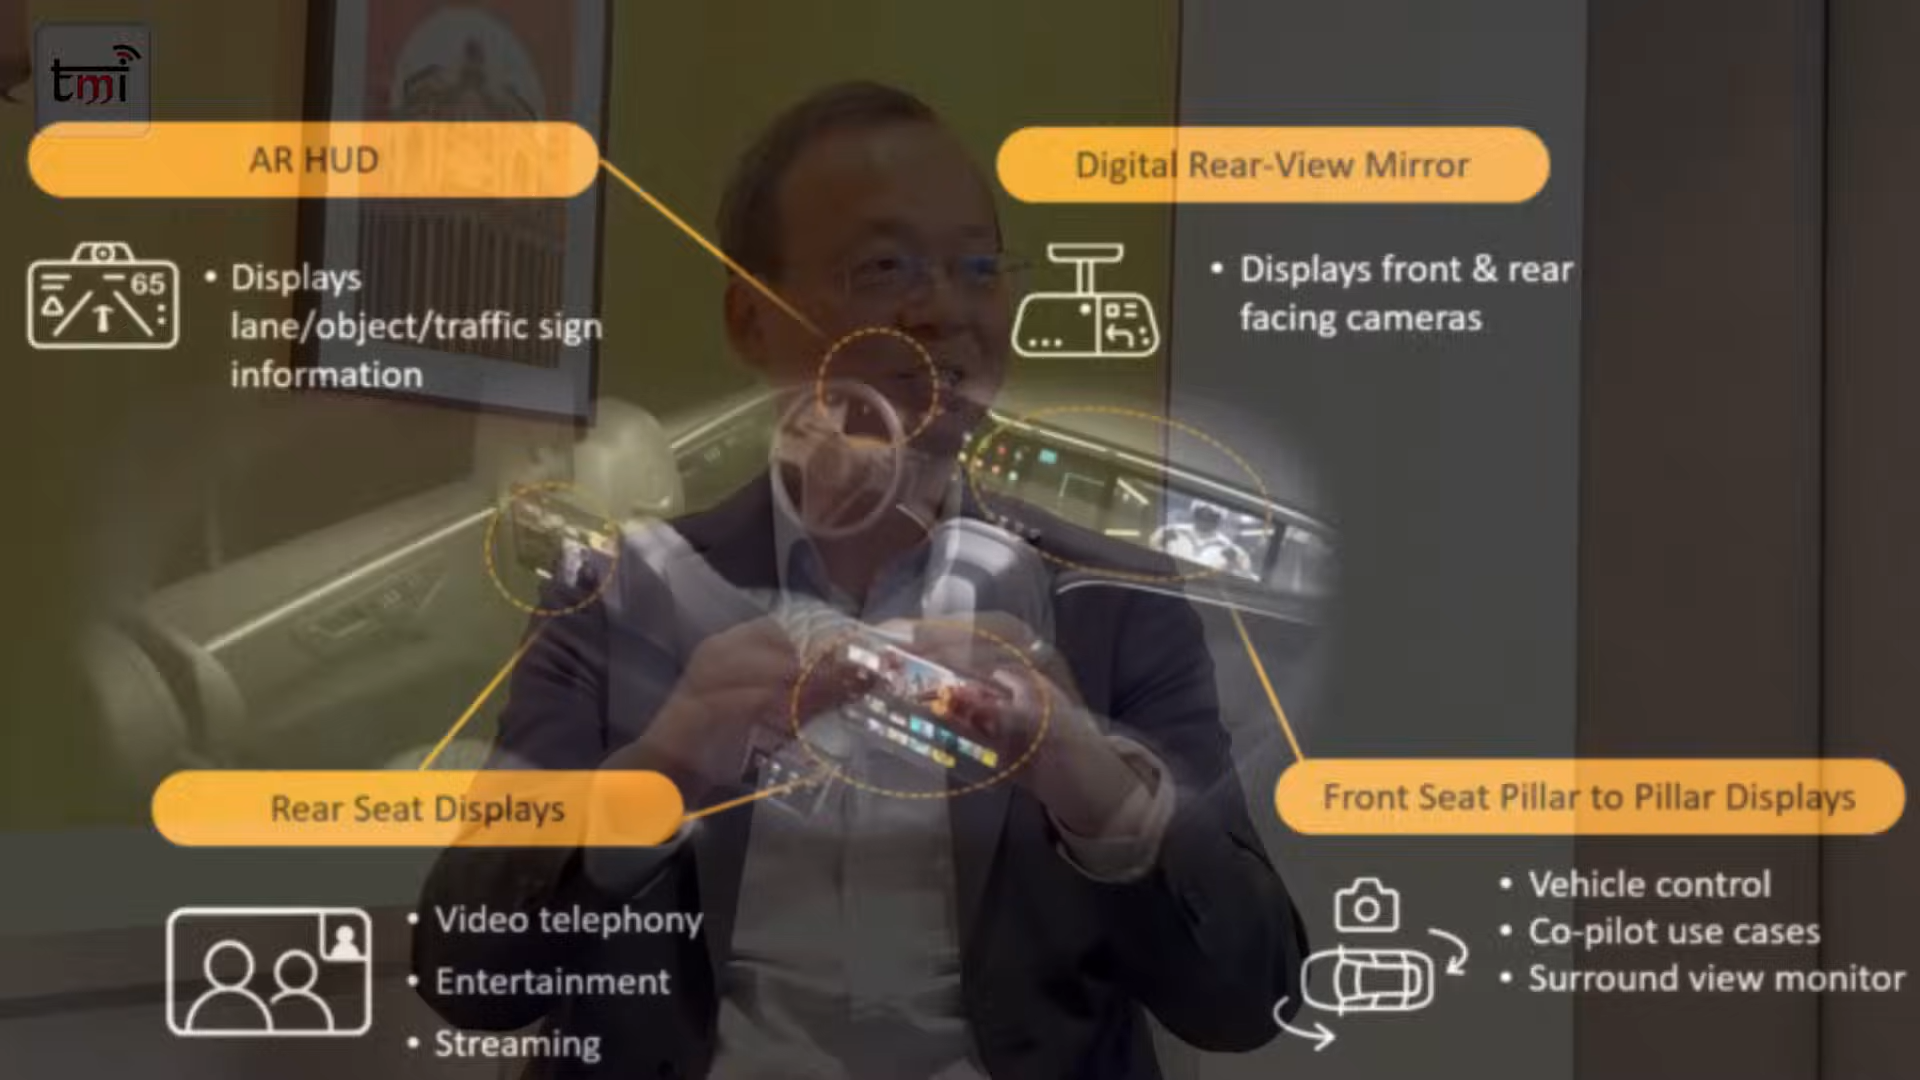 tmi
AR HUD
65
• Displays
lane/object/traffic sign
information
Digital Rear-View Mirror
• Displays front & rear
facing cameras
Rear Seat Displays
• Video telephony
• Entertainment
• Streaming
Front Seat Pillar to Pillar Displays
• Vehicle control
• Co-pilot use cases
• Surround view monitor